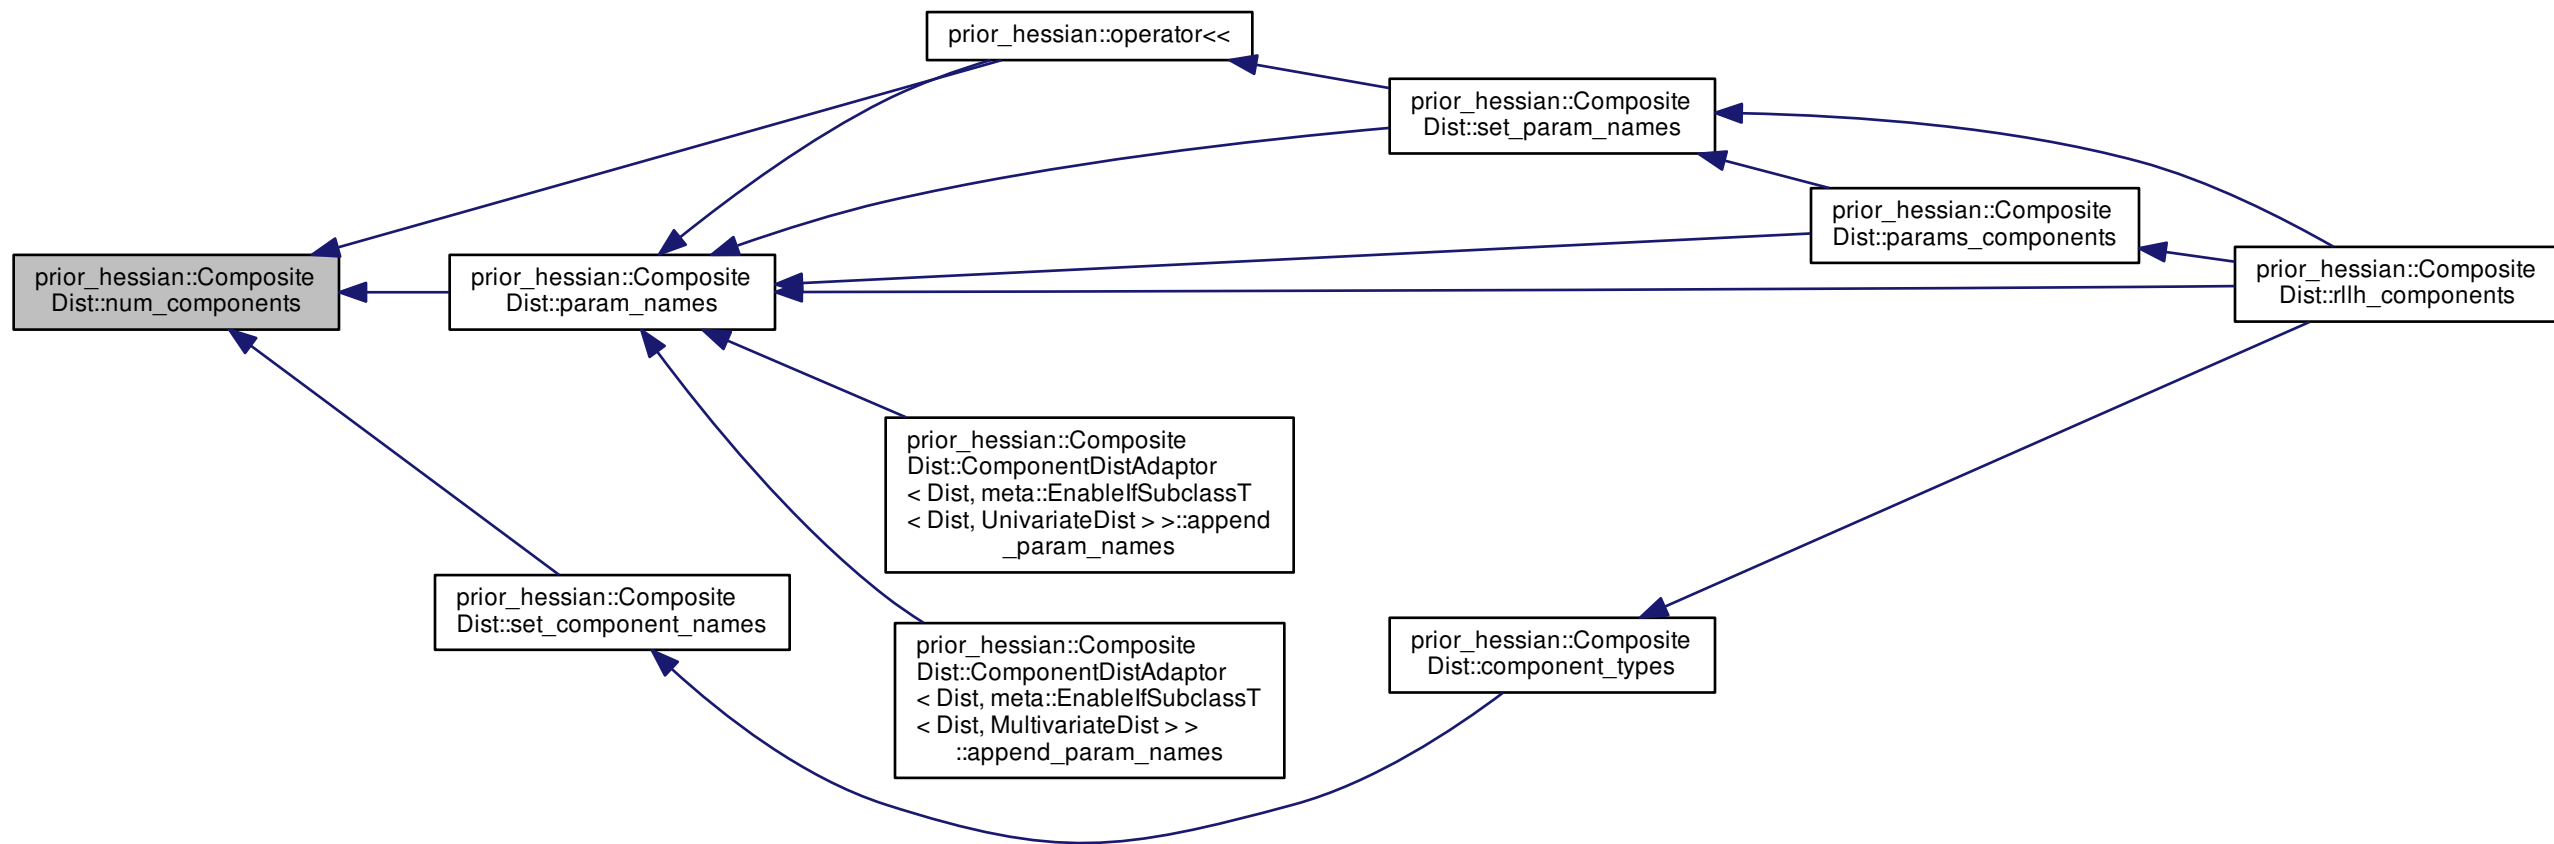 prior_hessian::operator<<
prior_hessian::Composite
Dist::set_param_names
prior_hessian::Composite
Dist::params_components
prior_hessian::Composite
Dist::num_components
prior_hessian::Composite
Dist::param_names
prior_hessian::Composite
Dist::rllh_components
prior_hessian::Composite
Dist::ComponentDistAdaptor
< Dist, meta::EnableIfSubclassT
< Dist, UnivariateDist > >::append
_param_names
prior_hessian::Composite
Dist::set_component_names
prior_hessian::Composite
Dist::ComponentDistAdaptor
< Dist, meta::EnableIfSubclassT
< Dist, MultivariateDist > >
::append_param_names
prior_hessian::Composite
Dist::component_types